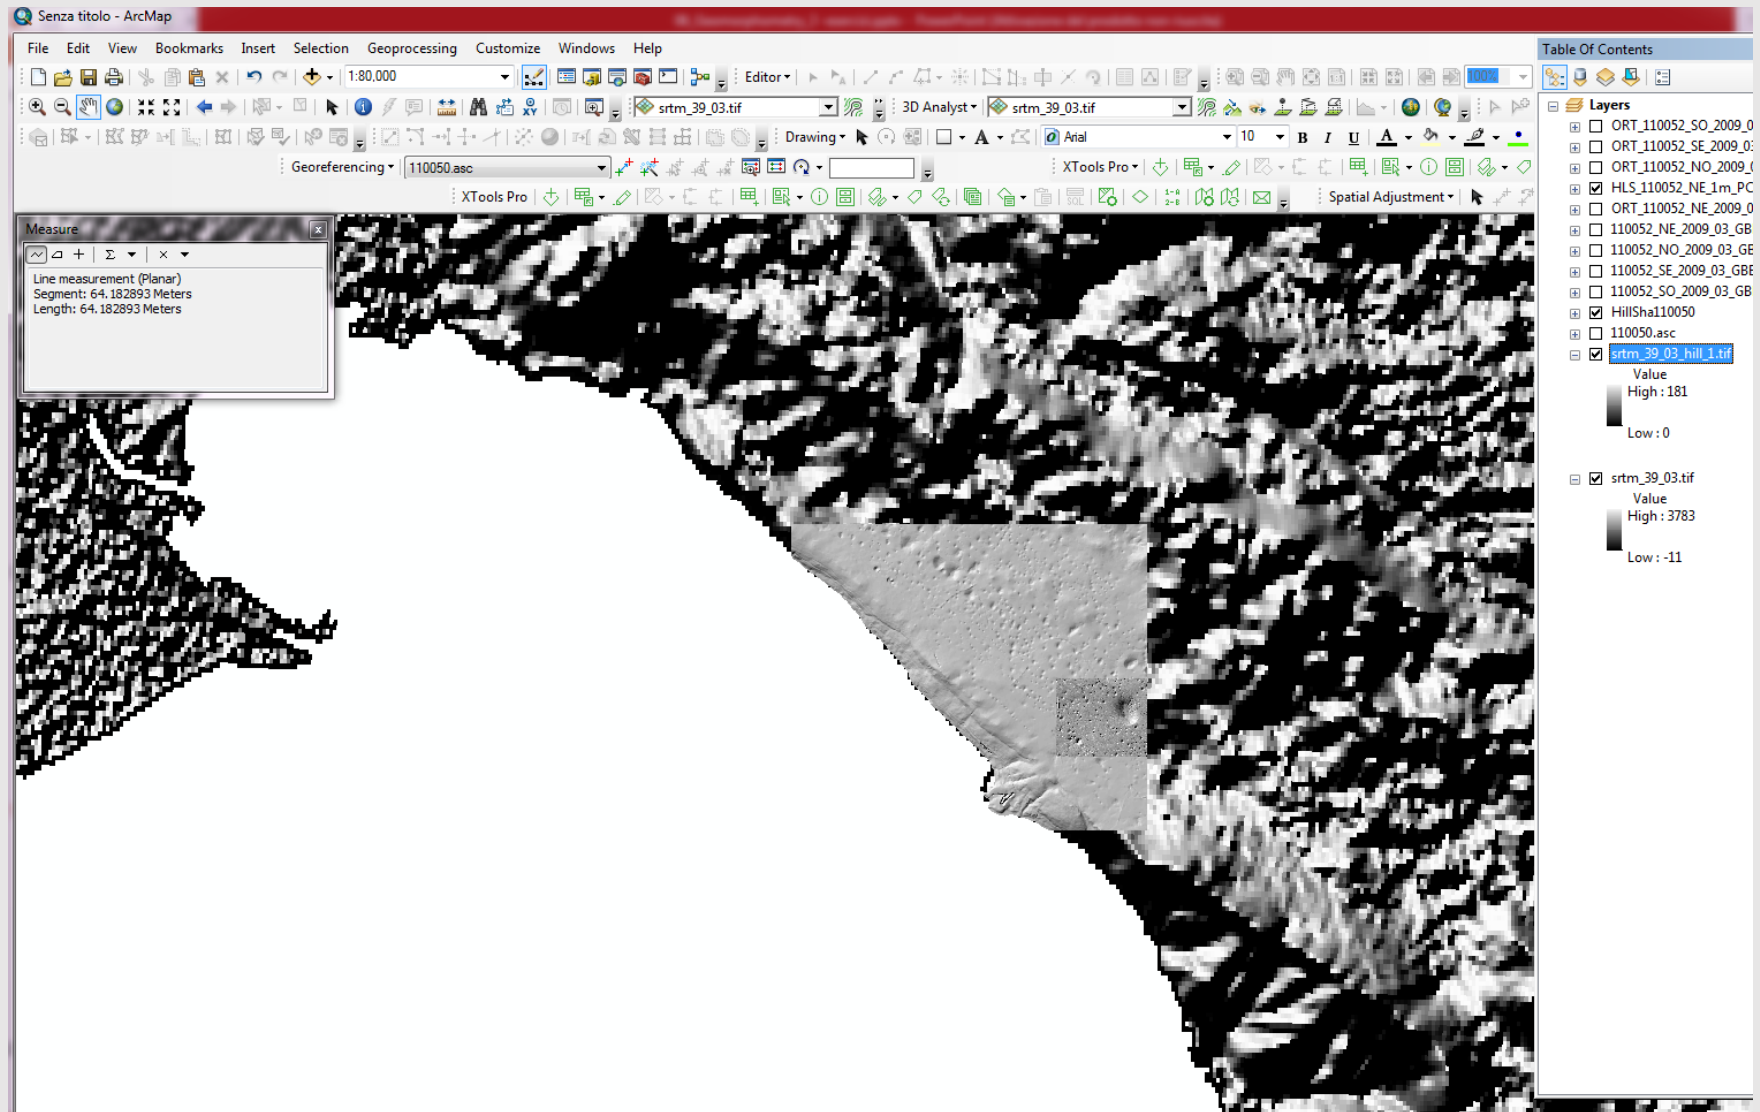 Senza titolo - ArcMap
File Edit View Bookmarks Insert Selection Geoprocessing Customize Windows Help
1:80,000 Editor 100%
srtm_39_03.tif 3D Analyst srtm_39_03.tif
Drawing A Arial 10 B I U A
Georeferencing 110050.asc XTools Pro
XTools Pro Spatial Adjustment
Measure
Line measurement (Planar)
Segment: 64.182893 Meters
Length: 64.182893 Meters
Table Of Contents
Layers
ORT_110052_SO_2009_0
ORT_110052_SE_2009_03
ORT_110052_NO_2009_0
HLS_110052_NE_1m_PC
ORT_110052_NE_2009_0
110052_NE_2009_03_GB
110052_NO_2009_03_GE
110052_SE_2009_03_GBE
110052_SO_2009_03_GB
HillSha110050
110050.asc
srtm_39_03_hill_1.tif
Value
High : 181
Low : 0
srtm_39_03.tif
Value
High : 3783
Low : -11